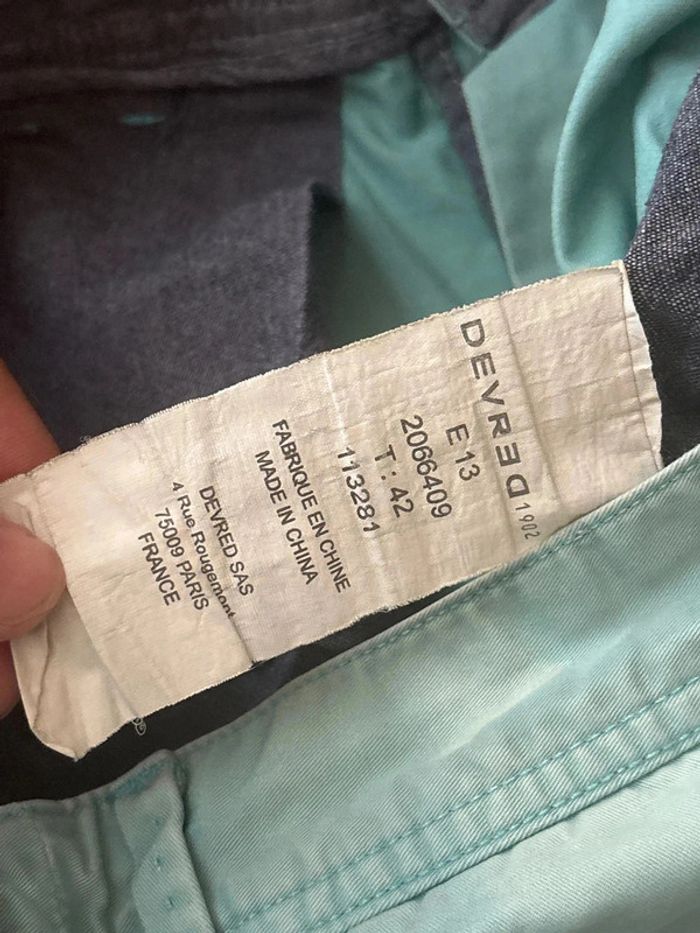 DEVRED 1902
E 13
2066409
T : 42
113281
FABRIQUE EN CHINE
MADE IN CHINA
DEVRED SAS
4 Rue Rougemont
75009 PARIS
FRANCE